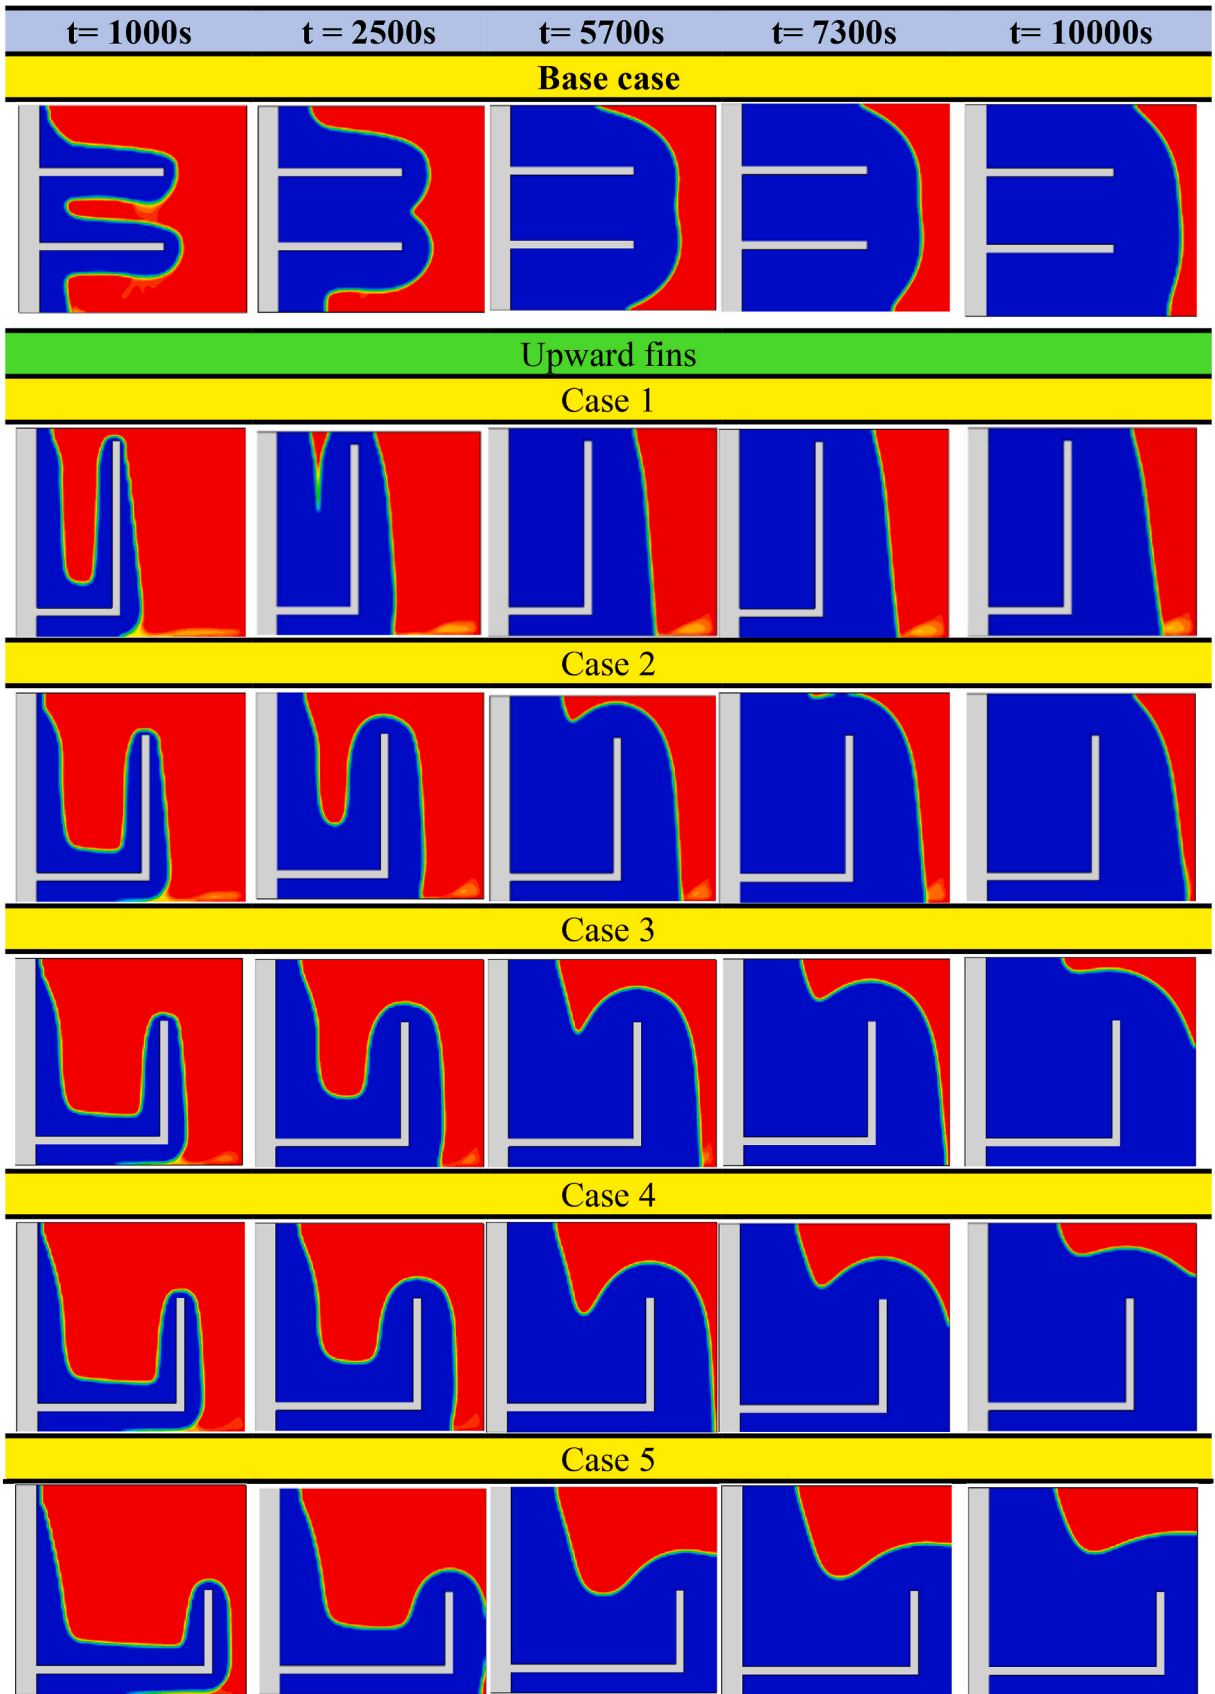 t= 1000s t = 2500s t= 5700s t= 7300s t= 10000s
Base case
Upward fins
Case 1
Case 2
Case 3
Case 4
Case 5